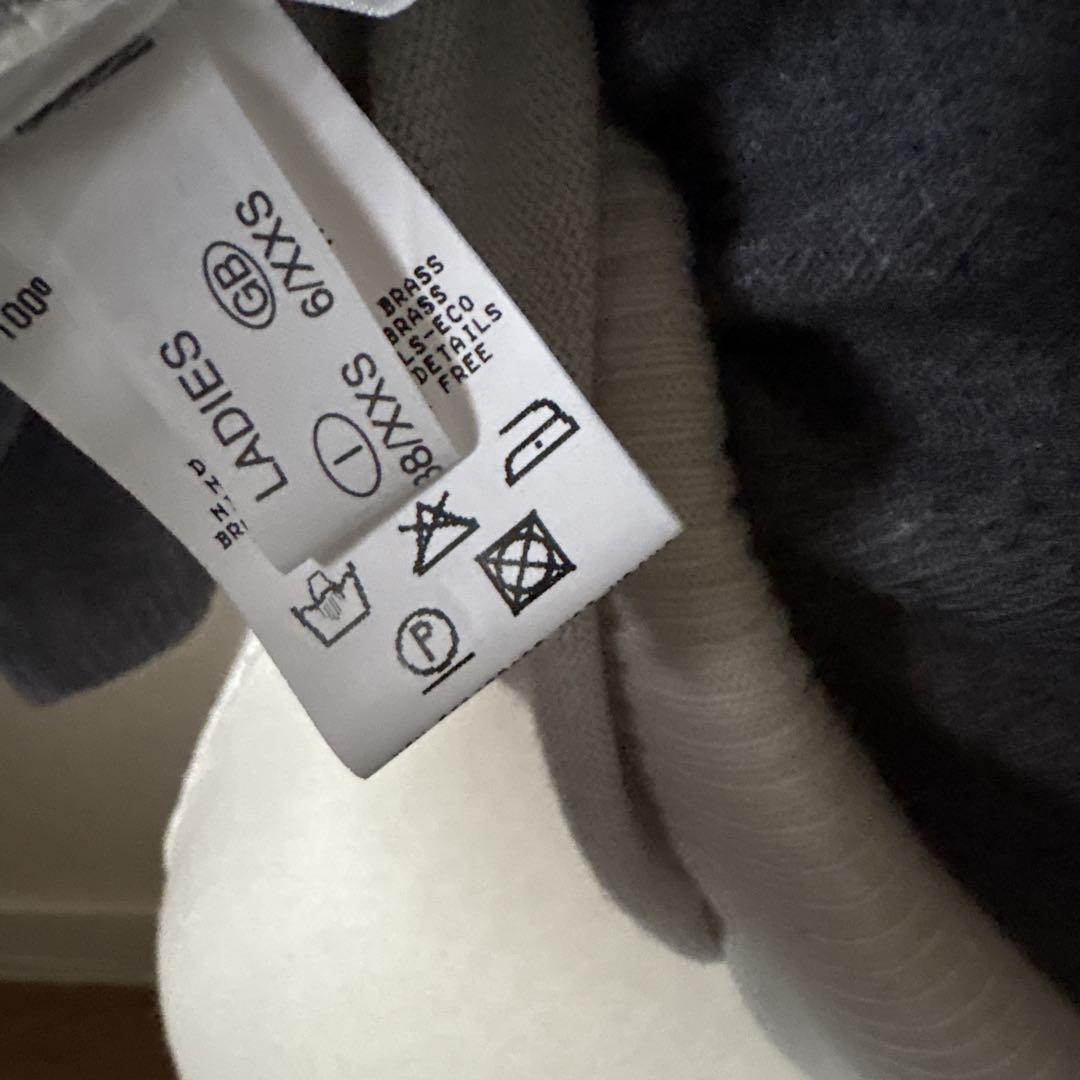 100%
LADIES
GB
6/XXS
I
38/XXS
BRASS
BRASS
LS-ECO
DETAILS
FREE
P